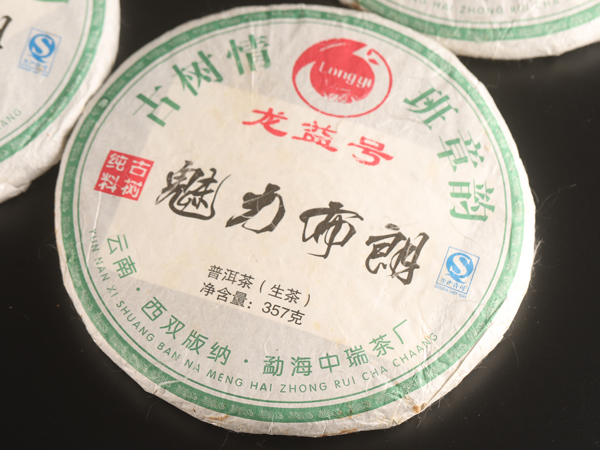 古树情
班章韵
Longyi
龙益号
古树
纯料
魅力布朗
普洱茶（生茶）
净含量：357克
云南·西双版纳·勐海中瑞茶厂
YUN NAN XI SHUANG BAN NA MENG HAI ZHONG RUI CHA CHAANG